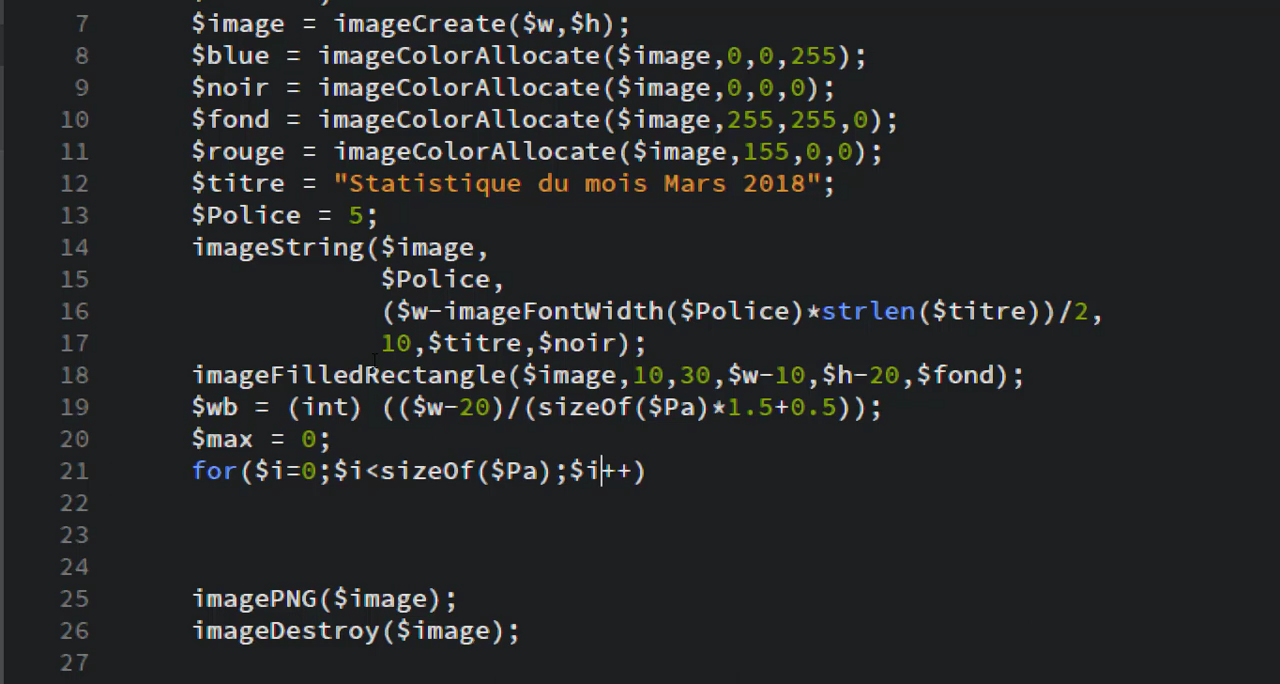 7 $image = imageCreate($w,$h);
8 $blue = imageColorAllocate($image,0,0,255);
9 $noir = imageColorAllocate($image,0,0,0);
10 $fond = imageColorAllocate($image,255,255,0);
11 $rouge = imageColorAllocate($image,155,0,0);
12 $titre = "Statistique du mois Mars 2018";
13 $Police = 5;
14 imageString($image,
15 $Police,
16 ($w-imageFontWidth($Police)*strlen($titre))/2,
17 10,$titre,$noir);
18 imageFilledRectangle($image,10,30,$w-10,$h-20,$fond);
19 $wb = (int) (($w-20)/(sizeOf($Pa)*1.5+0.5));
20 $max = 0;
21 for($i=0;$i<sizeOf($Pa);$i++)
22
23
24
25 imagePNG($image);
26 imageDestroy($image);
27